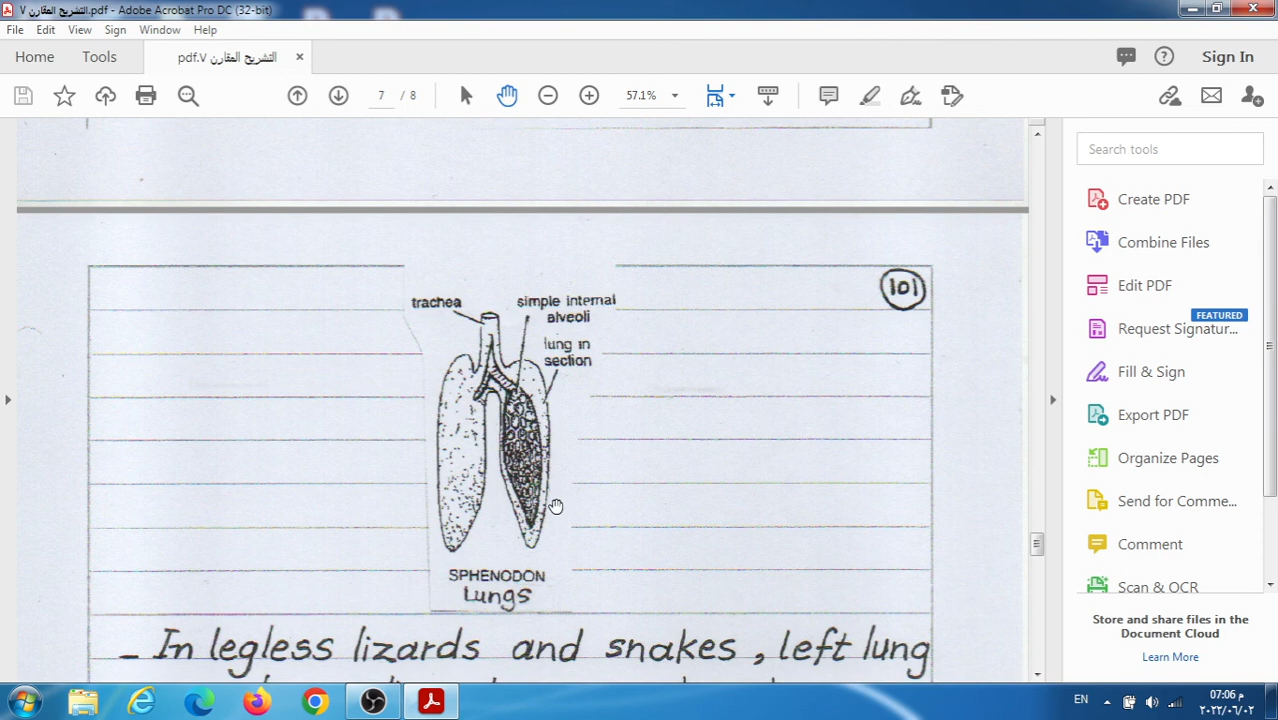 التشريح المقارن V.pdf - Adobe Acrobat Pro DC (32-bit)
File Edit View Sign Window Help
Home Tools التشريح المقارن V.pdf × Sign In
7 / 8 57.1%
Search tools
Create PDF
Combine Files
Edit PDF
FEATURED
Request Signatur...
Fill & Sign
Export PDF
Organize Pages
Send for Comme...
Comment
Scan & OCR
Store and share files in the
Document Cloud
Learn More
101
trachea
simple internal
alveoli
lung in
section
SPHENODON
Lungs
– In legless lizards and snakes, left lung
EN
07:06 م
٢٠٢٢/٠٦/٠٢